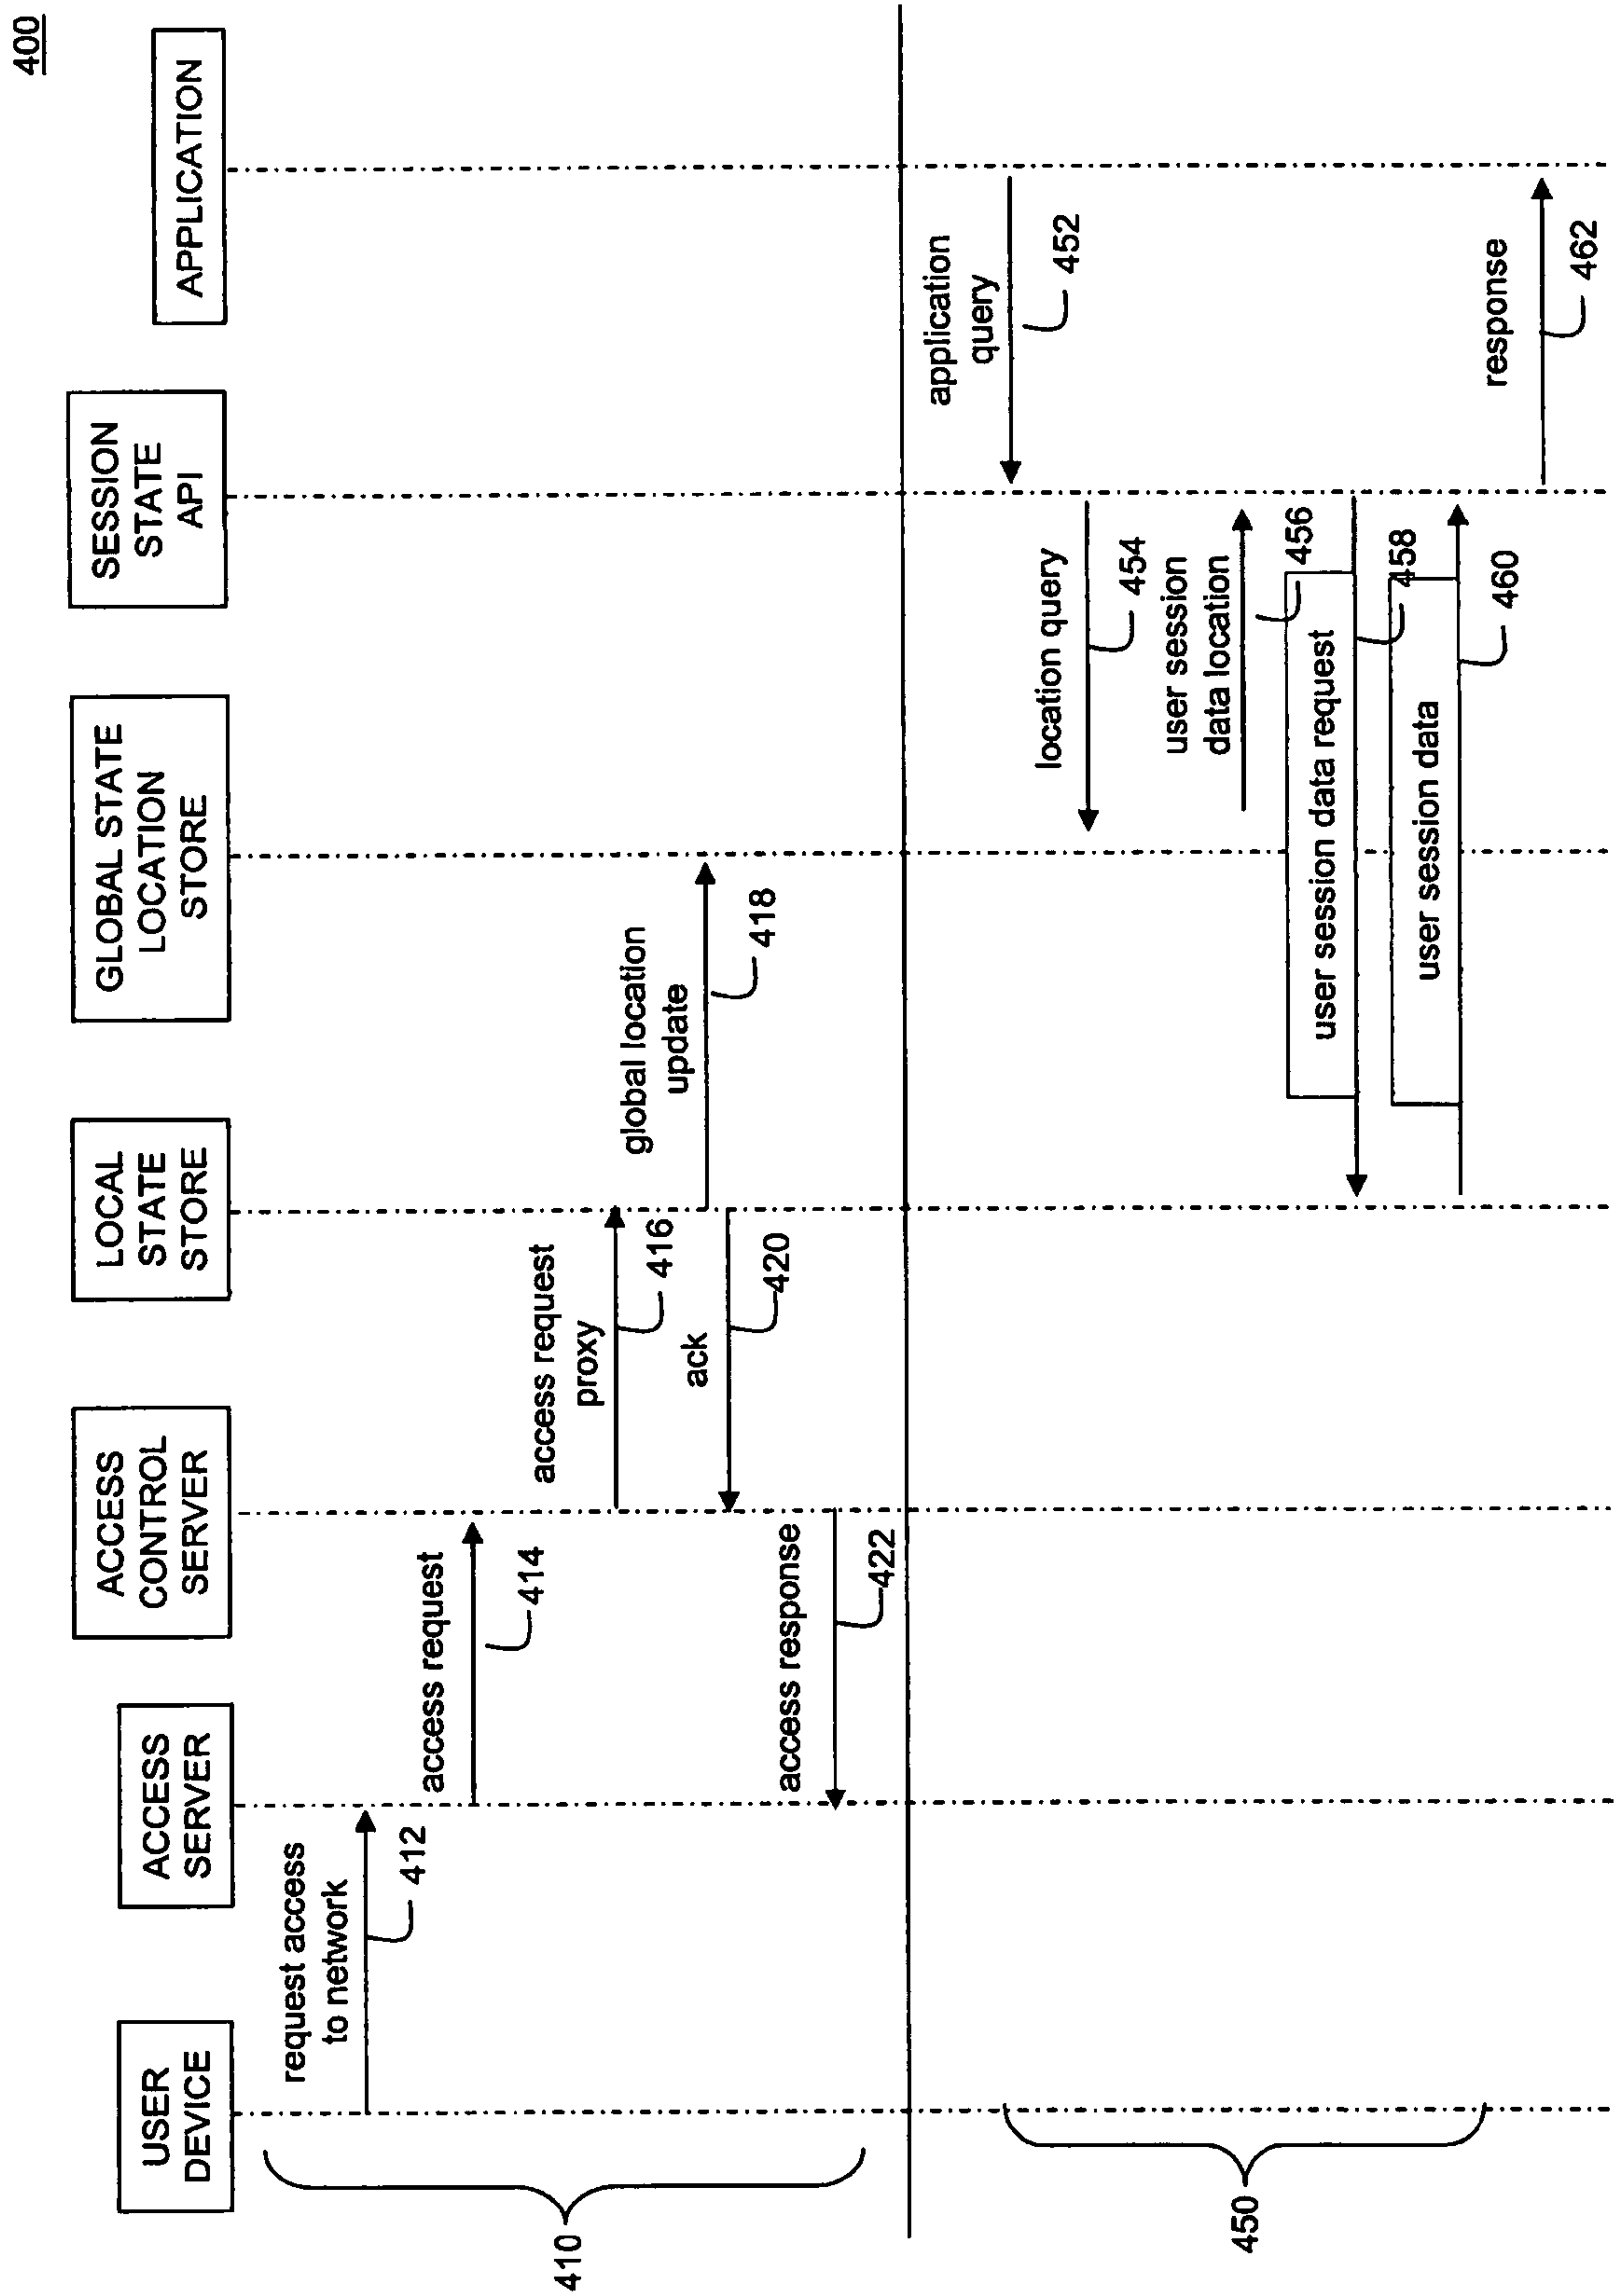 400
USER
DEVICE
ACCESS
SERVER
ACCESS
CONTROL
SERVER
LOCAL
STATE
STORE
GLOBAL STATE
LOCATION
STORE
SESSION
STATE
API
APPLICATION
410
request access
to network
412
access request
414
access request
proxy
416
global location
update
418
ack
420
access response
422
450
application
query
452
location query
454
user session
data location
456
user session data request
458
user session data
460
response
462